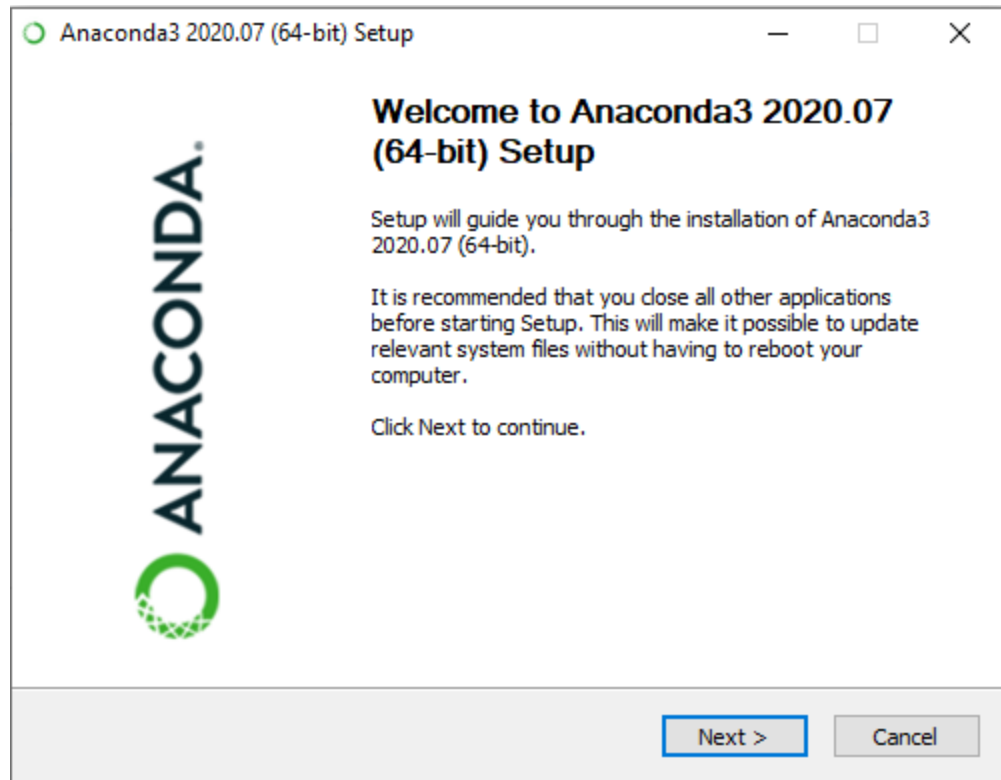 Anaconda3 2020.07 (64-bit) Setup
ANACONDA.
Welcome to Anaconda3 2020.07
(64-bit) Setup
Setup will guide you through the installation of Anaconda3
2020.07 (64-bit).
It is recommended that you close all other applications
before starting Setup. This will make it possible to update
relevant system files without having to reboot your
computer.
Click Next to continue.
Next >
Cancel